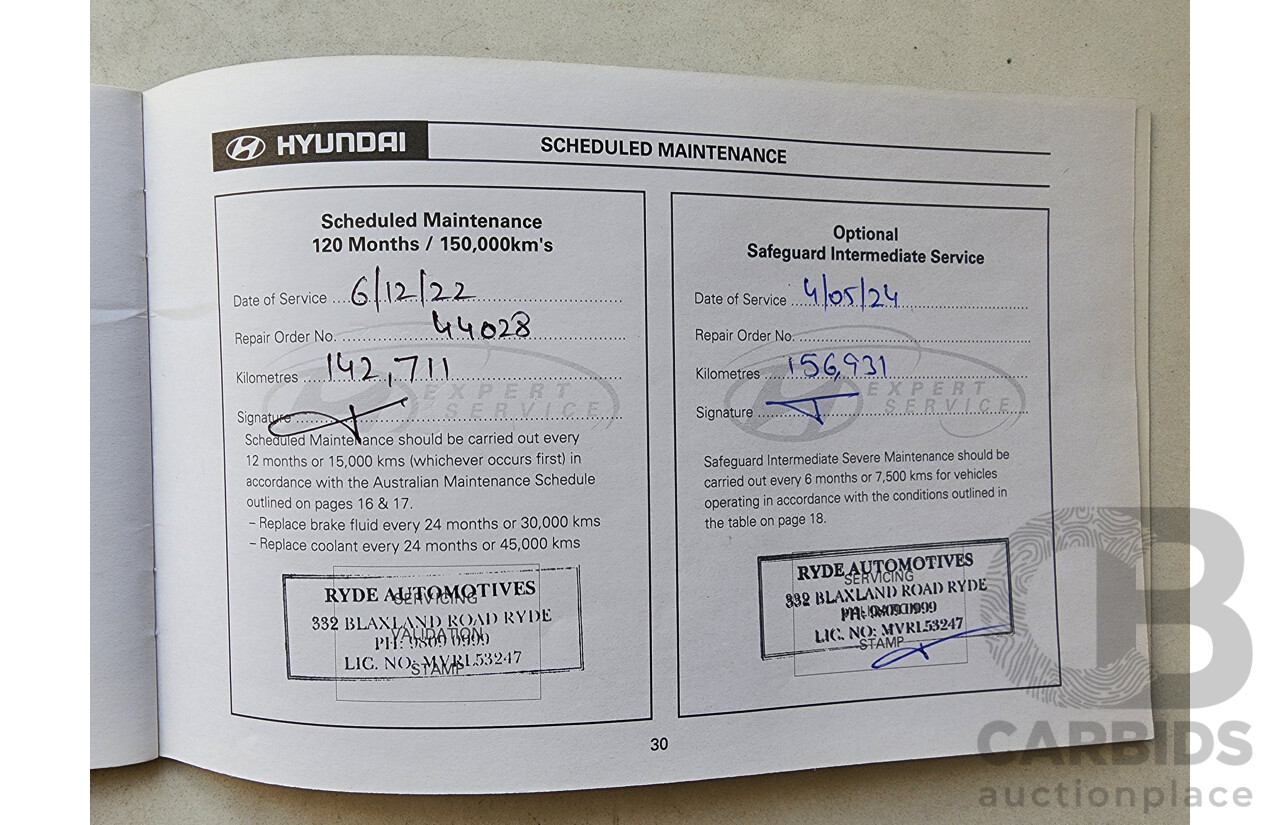 HYUNDAI
SCHEDULED MAINTENANCE
Scheduled Maintenance
120 Months / 150,000km's
Date of Service ....6/12/22
Repair Order No. 44028
Kilometres ....142,711
Signature
EXPERT
SERVICE
Scheduled Maintenance should be carried out every
12 months or 15,000 kms (whichever occurs first) in
accordance with the Australian Maintenance Schedule
outlined on pages 16 & 17.
– Replace brake fluid every 24 months or 30,000 kms
– Replace coolant every 24 months or 45,000 kms
RYDE AUTOMOTIVES
SERVICING
332 BLAXLAND ROAD RYDE
VALIDATION
PH: 9809 0999
LIC. NO: MVRL53247
STAMP
Optional
Safeguard Intermediate Service
Date of Service ..4/05/24
Repair Order No.
Kilometres ....156,931
Signature
EXPERT
SERVICE
Safeguard Intermediate Severe Maintenance should be
carried out every 6 months or 7,500 kms for vehicles
operating in accordance with the conditions outlined in
the table on page 18.
RYDE AUTOMOTIVES
SERVICING
332 BLAXLAND ROAD RYDE
LIC. NO: MVRL53247
STAMP
30
CB
CARBIDS
auctionplace